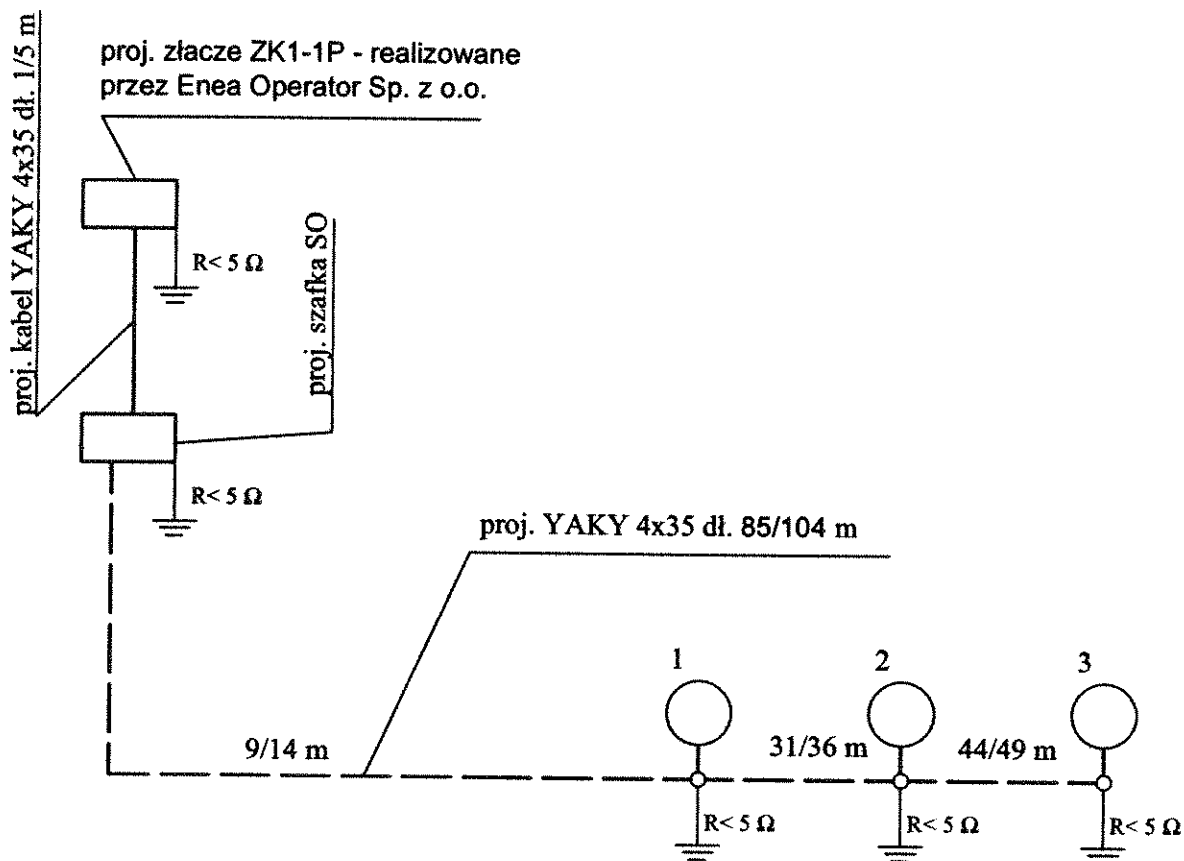 proj. złacze ZK1-1P - realizowane
przez Enea Operator Sp. z o.o.
proj. kabel YAKY 4x35 dł. 1/5 m
R< 5 Ω
proj. szafka SO
R< 5 Ω
proj. YAKY 4x35 dł. 85/104 m
1
2
3
9/14 m
31/36 m
44/49 m
R< 5 Ω
R< 5 Ω
R< 5 Ω